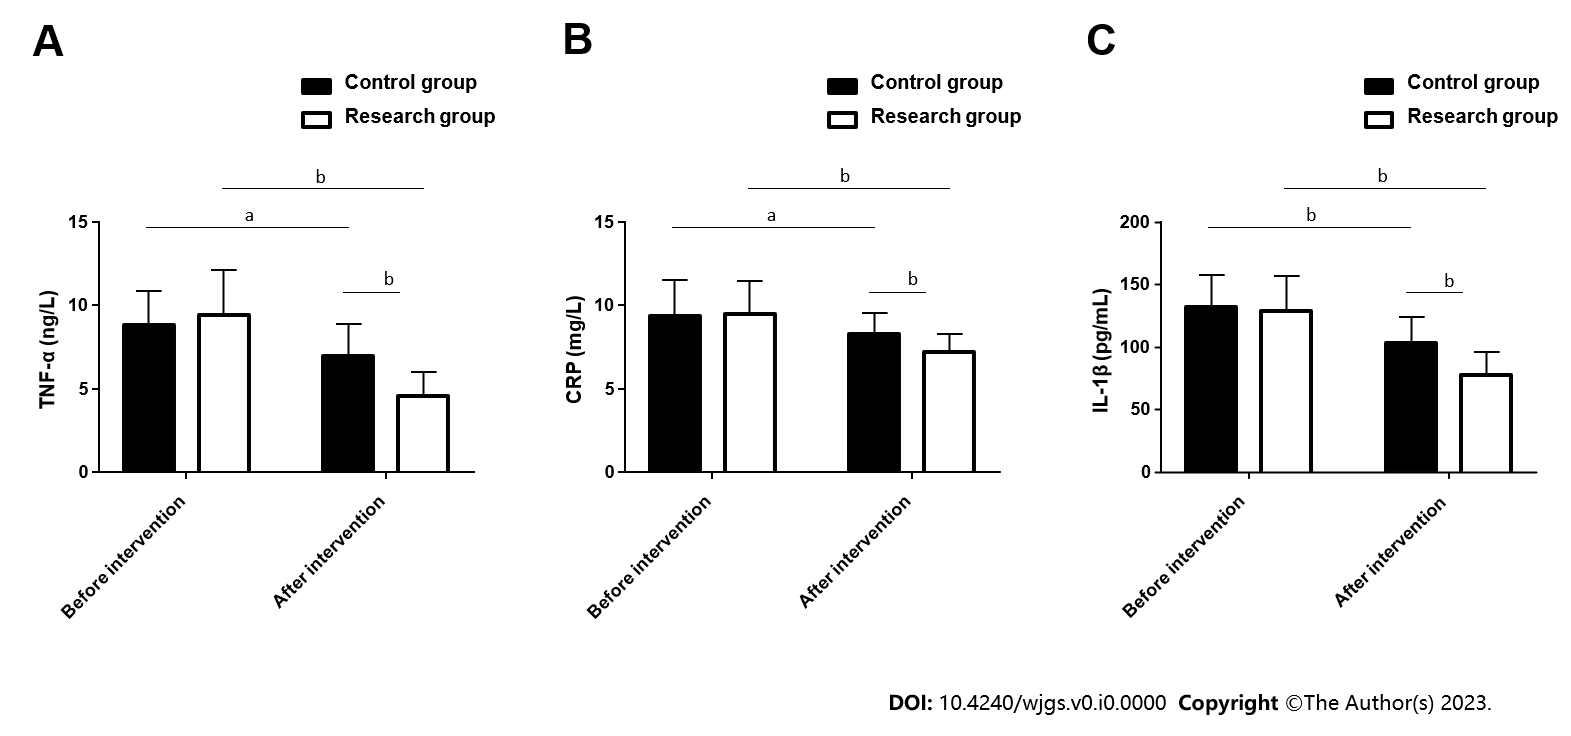 A
Control group
Research group
b
a
b
15
10
5
0
TNF-α (ng/L)
Before intervention
After intervention
B
Control group
Research group
b
a
b
15
10
5
0
CRP (mg/L)
Before intervention
After intervention
C
Control group
Research group
b
b
b
200
150
100
50
0
IL-1β (pg/mL)
Before intervention
After intervention
DOI: 10.4240/wjgs.v0.i0.0000 Copyright ©The Author(s) 2023.